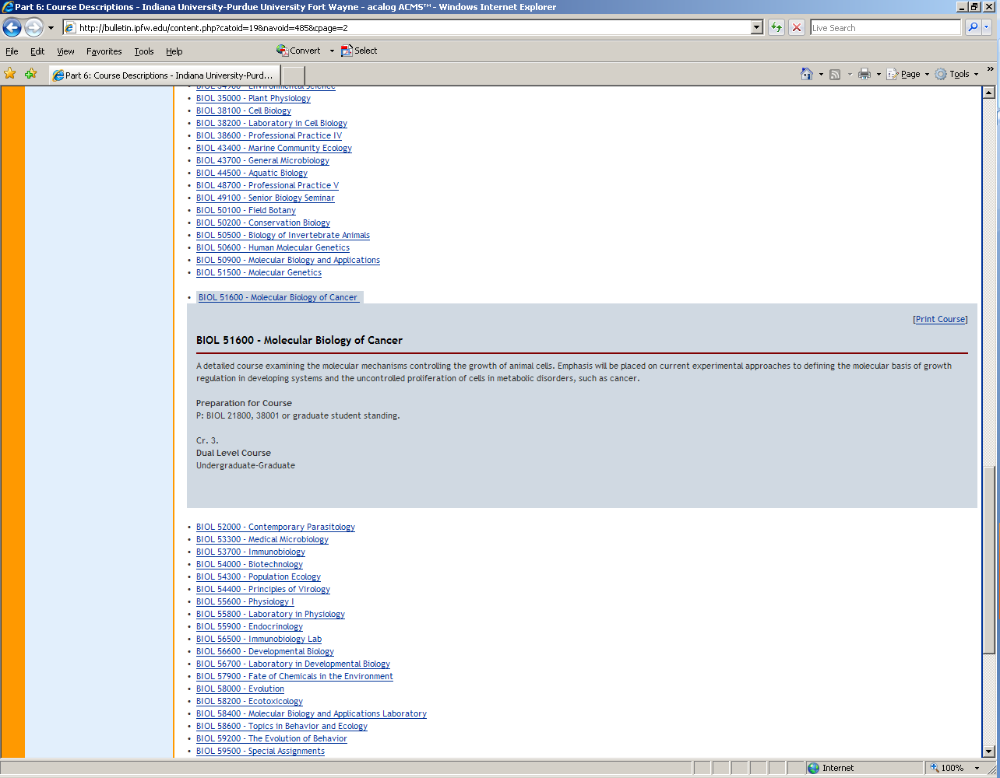 Part 6: Course Descriptions - Indiana University-Purdue University Fort Wayne - acalog ACMS™ - Windows Internet Explorer
http://bulletin.ipfw.edu/content.php?catoid=19&navoid=485&cpage=2
Live Search
File Edit View Favorites Tools Help Convert Select
Part 6: Course Descriptions - Indiana University-Purd... Page Tools »
BIOL 34900 - Environmental Science
• BIOL 35000 - Plant Physiology
• BIOL 38100 - Cell Biology
• BIOL 38200 - Laboratory in Cell Biology
• BIOL 38600 - Professional Practice IV
• BIOL 43400 - Marine Community Ecology
• BIOL 43700 - General Microbiology
• BIOL 44500 - Aquatic Biology
• BIOL 48700 - Professional Practice V
• BIOL 49100 - Senior Biology Seminar
• BIOL 50100 - Field Botany
• BIOL 50200 - Conservation Biology
• BIOL 50500 - Biology of Invertebrate Animals
• BIOL 50600 - Human Molecular Genetics
• BIOL 50900 - Molecular Biology and Applications
• BIOL 51500 - Molecular Genetics
• BIOL 51600 - Molecular Biology of Cancer
[Print Course]
BIOL 51600 - Molecular Biology of Cancer
A detailed course examining the molecular mechanisms controlling the growth of animal cells. Emphasis will be placed on current experimental approaches to defining the molecular basis of growth
regulation in developing systems and the uncontrolled proliferation of cells in metabolic disorders, such as cancer.
Preparation for Course
P: BIOL 21800, 38001 or graduate student standing.
Cr. 3.
Dual Level Course
Undergraduate-Graduate
• BIOL 52000 - Contemporary Parasitology
• BIOL 53300 - Medical Microbiology
• BIOL 53700 - Immunobiology
• BIOL 54000 - Biotechnology
• BIOL 54300 - Population Ecology
• BIOL 54400 - Principles of Virology
• BIOL 55600 - Physiology I
• BIOL 55800 - Laboratory in Physiology
• BIOL 55900 - Endocrinology
• BIOL 56500 - Immunobiology Lab
• BIOL 56600 - Developmental Biology
• BIOL 56700 - Laboratory in Developmental Biology
• BIOL 57900 - Fate of Chemicals in the Environment
• BIOL 58000 - Evolution
• BIOL 58200 - Ecotoxicology
• BIOL 58400 - Molecular Biology and Applications Laboratory
• BIOL 58600 - Topics in Behavior and Ecology
• BIOL 59200 - The Evolution of Behavior
• BIOL 59500 - Special Assignments
Internet 100%